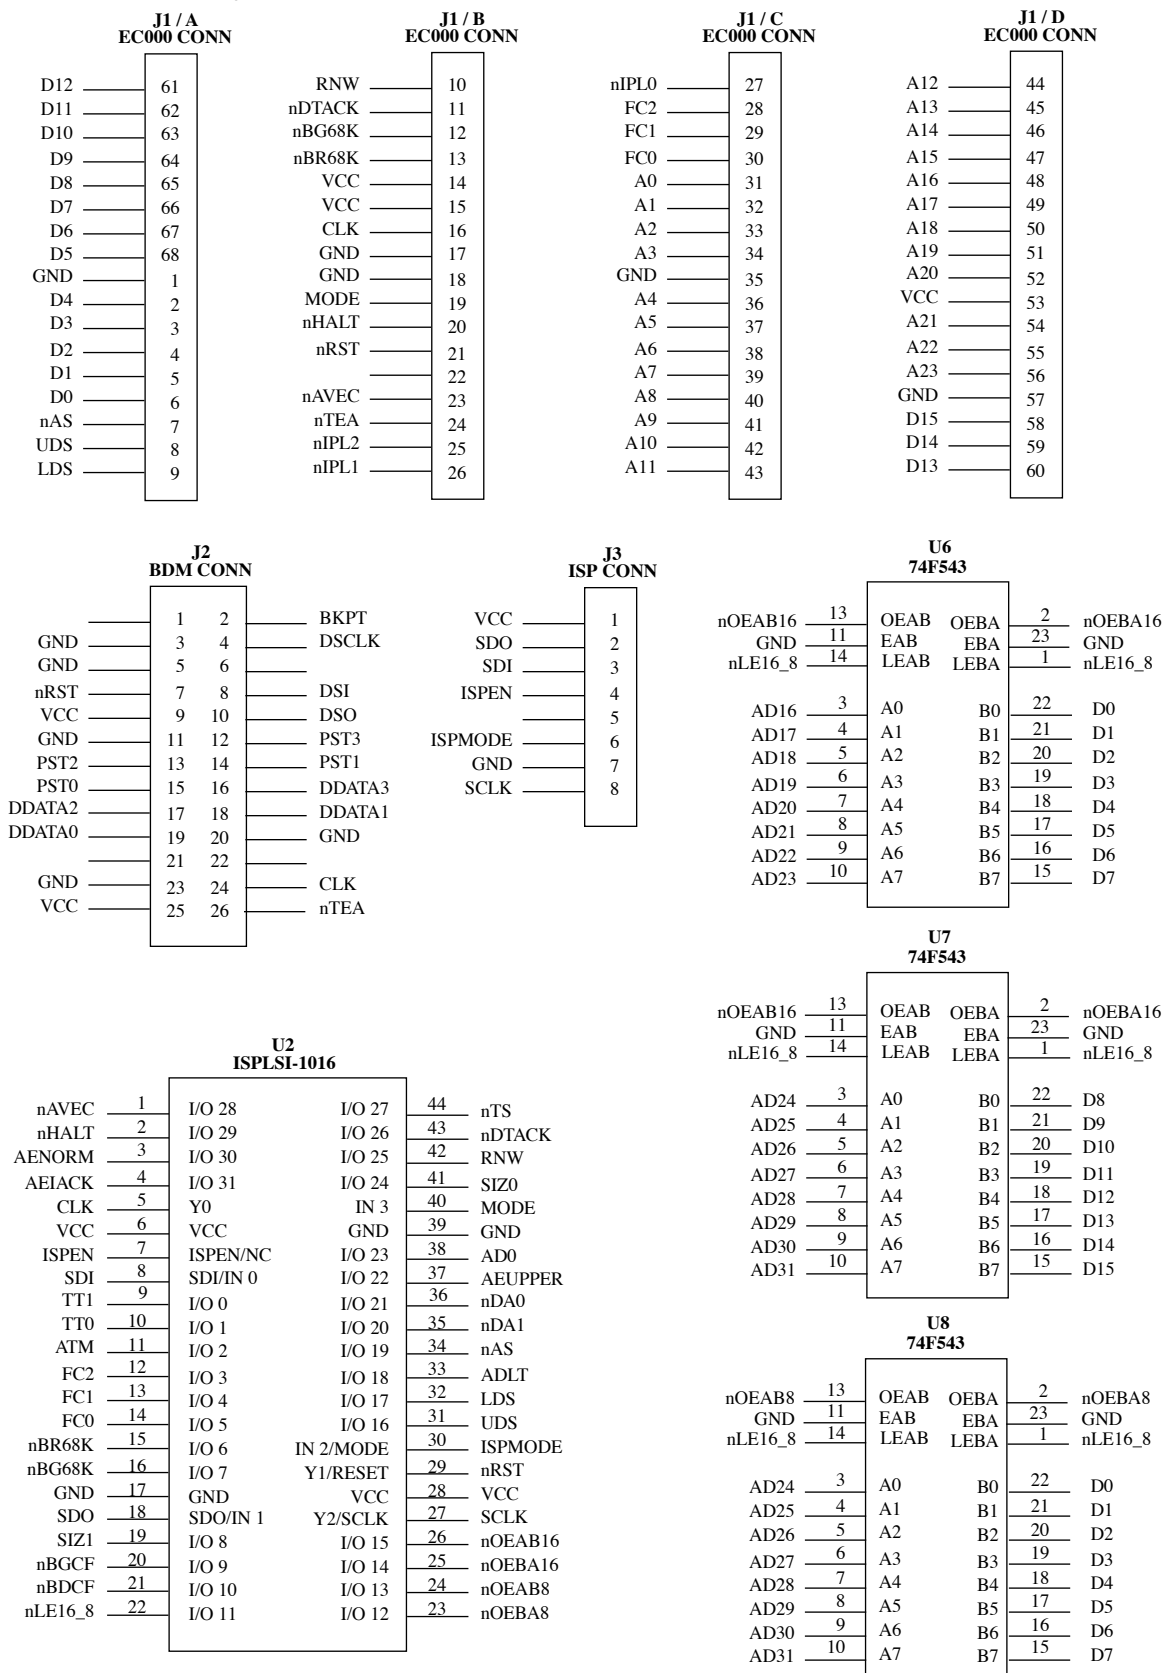 J1 / A
EC000 CONN
D12 61
D11 62
D10 63
D9 64
D8 65
D7 66
D6 67
D5 68
GND 1
D4 2
D3 3
D2 4
D1 5
D0 6
nAS 7
UDS 8
LDS 9
J1 / B
EC000 CONN
RNW 10
nDTACK 11
nBG68K 12
nBR68K 13
VCC 14
VCC 15
CLK 16
GND 17
GND 18
MODE 19
nHALT 20
nRST 21
22
nAVEC 23
nTEA 24
nIPL2 25
nIPL1 26
J1 / C
EC000 CONN
nIPL0 27
FC2 28
FC1 29
FC0 30
A0 31
A1 32
A2 33
A3 34
GND 35
A4 36
A5 37
A6 38
A7 39
A8 40
A9 41
A10 42
A11 43
J1 / D
EC000 CONN
A12 44
A13 45
A14 46
A15 47
A16 48
A17 49
A18 50
A19 51
A20 52
VCC 53
A21 54
A22 55
A23 56
GND 57
D15 58
D14 59
D13 60
J2
BDM CONN
1 2 BKPT
GND 3 4 DSCLK
GND 5 6
nRST 7 8 DSI
VCC 9 10 DSO
GND 11 12 PST3
PST2 13 14 PST1
PST0 15 16 DDATA3
DDATA2 17 18 DDATA1
DDATA0 19 20 GND
21 22
GND 23 24 CLK
VCC 25 26 nTEA
J3
ISP CONN
VCC 1
SDO 2
SDI 3
ISPEN 4
5
ISPMODE 6
GND 7
SCLK 8
U6
74F543
nOEAB16 13 OEAB OEBA 2 nOEBA16
GND 11 EAB EBA 23 GND
nLE16_8 14 LEAB LEBA 1 nLE16_8
AD16 3 A0 B0 22 D0
AD17 4 A1 B1 21 D1
AD18 5 A2 B2 20 D2
AD19 6 A3 B3 19 D3
AD20 7 A4 B4 18 D4
AD21 8 A5 B5 17 D5
AD22 9 A6 B6 16 D6
AD23 10 A7 B7 15 D7
U7
74F543
nOEAB16 13 OEAB OEBA 2 nOEBA16
GND 11 EAB EBA 23 GND
nLE16_8 14 LEAB LEBA 1 nLE16_8
AD24 3 A0 B0 22 D8
AD25 4 A1 B1 21 D9
AD26 5 A2 B2 20 D10
AD27 6 A3 B3 19 D11
AD28 7 A4 B4 18 D12
AD29 8 A5 B5 17 D13
AD30 9 A6 B6 16 D14
AD31 10 A7 B7 15 D15
U2
ISPLSI-1016
nAVEC 1 I/O 28 I/O 27 44 nTS
nHALT 2 I/O 29 I/O 26 43 nDTACK
AENORM 3 I/O 30 I/O 25 42 RNW
AEIACK 4 I/O 31 I/O 24 41 SIZ0
CLK 5 Y0 IN 3 40 MODE
VCC 6 VCC GND 39 GND
ISPEN 7 ISPEN/NC I/O 23 38 AD0
SDI 8 SDI/IN 0 I/O 22 37 AEUPPER
TT1 9 I/O 0 I/O 21 36 nDA0
TT0 10 I/O 1 I/O 20 35 nDA1
ATM 11 I/O 2 I/O 19 34 nAS
FC2 12 I/O 3 I/O 18 33 ADLT
FC1 13 I/O 4 I/O 17 32 LDS
FC0 14 I/O 5 I/O 16 31 UDS
nBR68K 15 I/O 6 IN 2/MODE 30 ISPMODE
nBG68K 16 I/O 7 Y1/RESET 29 nRST
GND 17 GND VCC 28 VCC
SDO 18 SDO/IN 1 Y2/SCLK 27 SCLK
SIZ1 19 I/O 8 I/O 15 26 nOEAB16
nBGCF 20 I/O 9 I/O 14 25 nOEBA16
nBDCF 21 I/O 10 I/O 13 24 nOEAB8
nLE16_8 22 I/O 11 I/O 12 23 nOEBA8
U8
74F543
nOEAB8 13 OEAB OEBA 2 nOEBA8
GND 11 EAB EBA 23 GND
nLE16_8 14 LEAB LEBA 1 nLE16_8
AD24 3 A0 B0 22 D0
AD25 4 A1 B1 21 D1
AD26 5 A2 B2 20 D2
AD27 6 A3 B3 19 D3
AD28 7 A4 B4 18 D4
AD29 8 A5 B5 17 D5
AD30 9 A6 B6 16 D6
AD31 10 A7 B7 15 D7